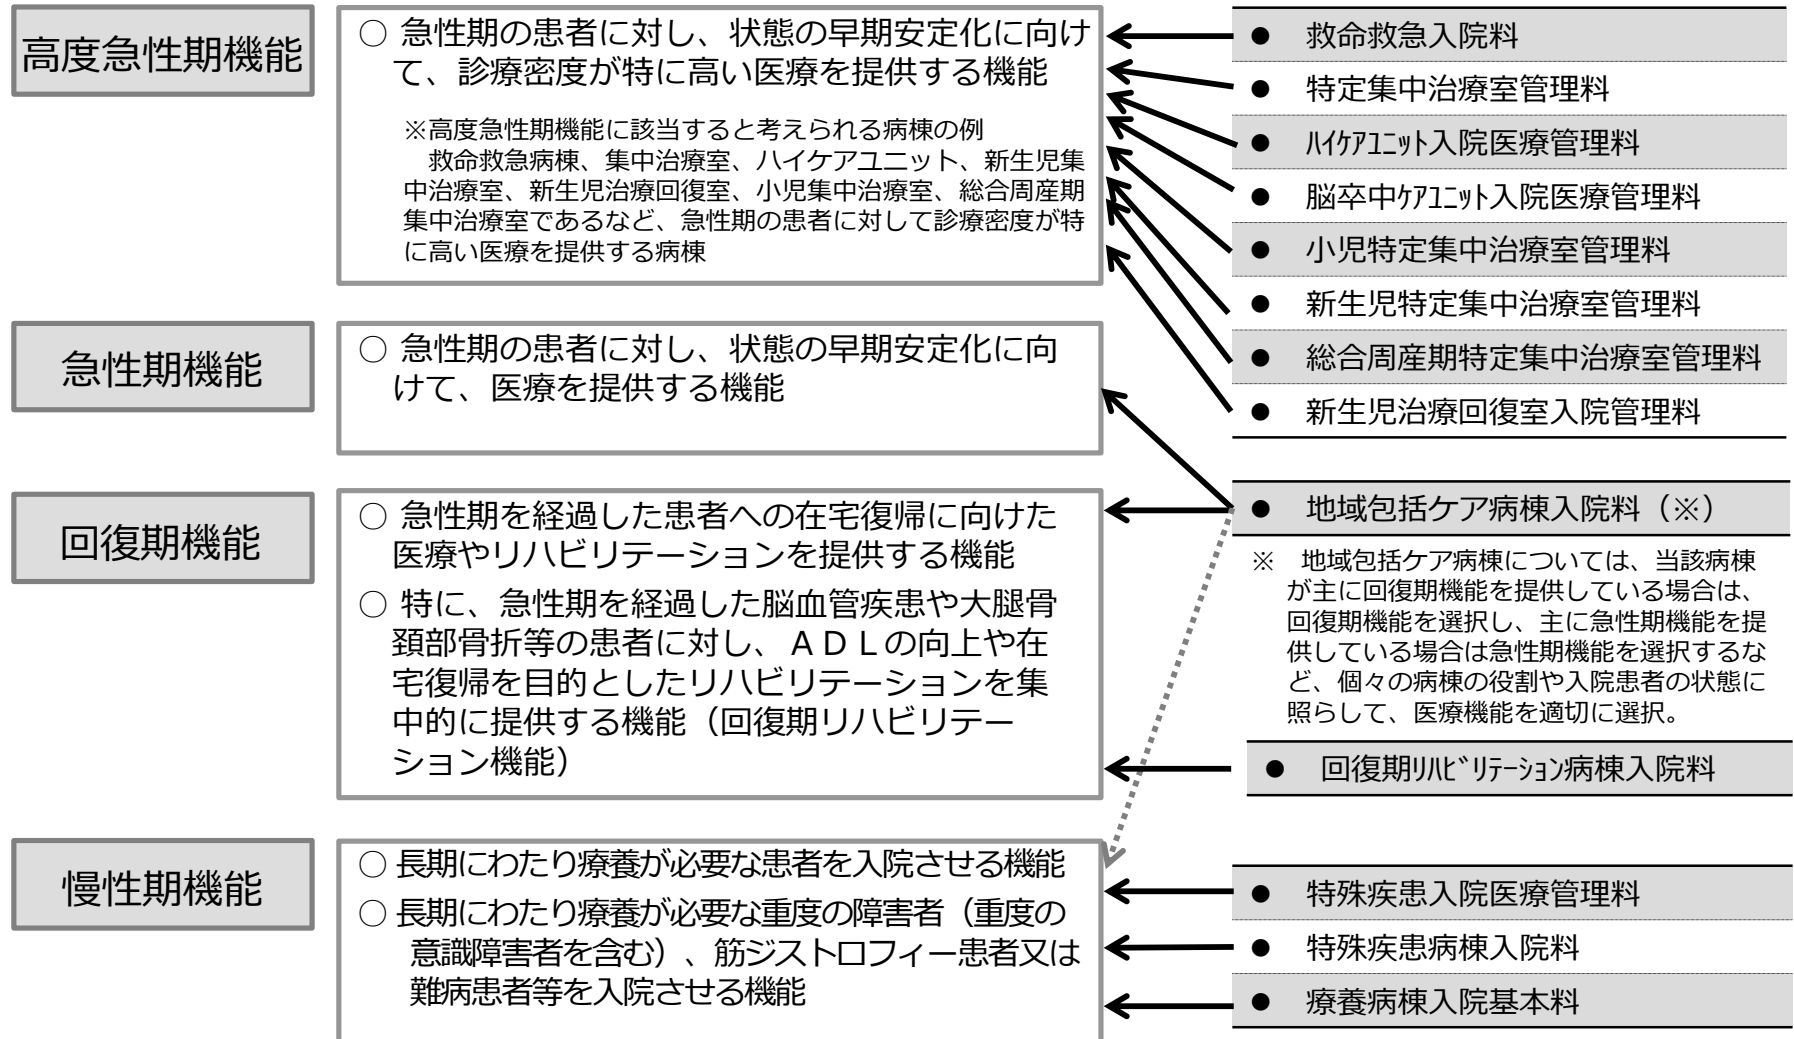 高度急性期機能
○ 急性期の患者に対し、状態の早期安定化に向け
て、診療密度が特に高い医療を提供する機能
※高度急性期機能に該当すると考えられる病棟の例
救命救急病棟、集中治療室、ハイケアユニット、新生児集
中治療室、新生児治療回復室、小児集中治療室、総合周産期
集中治療室であるなど、急性期の患者に対して診療密度が特
に高い医療を提供する病棟
● 救命救急入院料
● 特定集中治療室管理料
● ﾊｲｹｱﾕﾆｯﾄ入院医療管理料
● 脳卒中ｹｱﾕﾆｯﾄ入院医療管理料
● 小児特定集中治療室管理料
● 新生児特定集中治療室管理料
● 総合周産期特定集中治療室管理料
● 新生児治療回復室入院管理料
急性期機能
○ 急性期の患者に対し、状態の早期安定化に向
けて、医療を提供する機能
回復期機能
○ 急性期を経過した患者への在宅復帰に向けた
医療やリハビリテーションを提供する機能
○ 特に、急性期を経過した脳血管疾患や大腿骨
頚部骨折等の患者に対し、ＡＤＬの向上や在
宅復帰を目的としたリハビリテーションを集
中的に提供する機能（回復期リハビリテー
ション機能）
● 地域包括ケア病棟入院料（※）
※ 地域包括ケア病棟については、当該病棟
が主に回復期機能を提供している場合は、
回復期機能を選択し、主に急性期機能を提
供している場合は急性期機能を選択するな
ど、個々の病棟の役割や入院患者の状態に
照らして、医療機能を適切に選択。
● 回復期ﾘﾊﾋﾞﾘﾃｰｼｮﾝ病棟入院料
慢性期機能
○ 長期にわたり療養が必要な患者を入院させる機能
○ 長期にわたり療養が必要な重度の障害者（重度の
意識障害者を含む）、筋ジストロフィー患者又は
難病患者等を入院させる機能
● 特殊疾患入院医療管理料
● 特殊疾患病棟入院料
● 療養病棟入院基本料